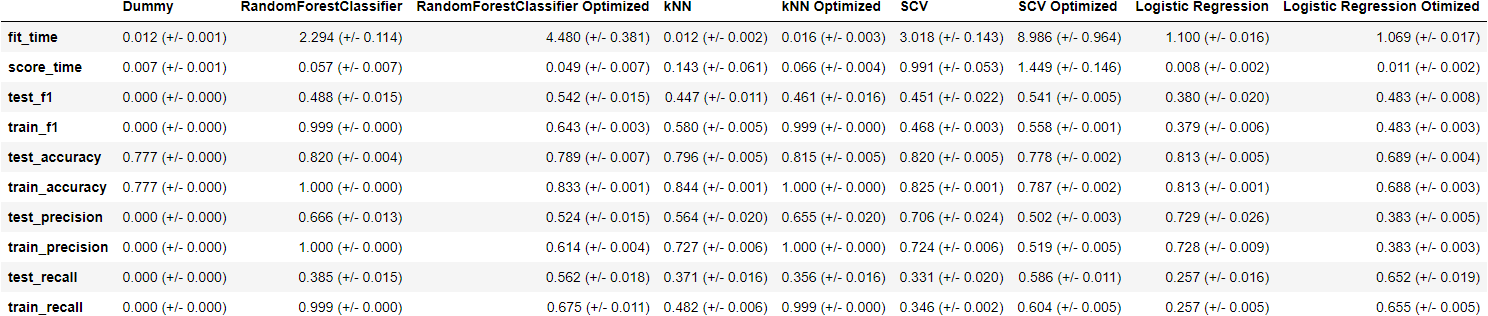 Dummy RandomForestClassifier RandomForestClassifier Optimized kNN kNN Optimized SCV SCV Optimized Logistic Regression Logistic Regression Otimized
fit_time 0.012 (+/- 0.001) 2.294 (+/- 0.114) 4.480 (+/- 0.381) 0.012 (+/- 0.002) 0.016 (+/- 0.003) 3.018 (+/- 0.143) 8.986 (+/- 0.964) 1.100 (+/- 0.016) 1.069 (+/- 0.017)
score_time 0.007 (+/- 0.001) 0.057 (+/- 0.007) 0.049 (+/- 0.007) 0.143 (+/- 0.061) 0.066 (+/- 0.004) 0.991 (+/- 0.053) 1.449 (+/- 0.146) 0.008 (+/- 0.002) 0.011 (+/- 0.002)
test_f1 0.000 (+/- 0.000) 0.488 (+/- 0.015) 0.542 (+/- 0.015) 0.447 (+/- 0.011) 0.461 (+/- 0.016) 0.451 (+/- 0.022) 0.541 (+/- 0.005) 0.380 (+/- 0.020) 0.483 (+/- 0.008)
train_f1 0.000 (+/- 0.000) 0.999 (+/- 0.000) 0.643 (+/- 0.003) 0.580 (+/- 0.005) 0.999 (+/- 0.000) 0.468 (+/- 0.003) 0.558 (+/- 0.001) 0.379 (+/- 0.006) 0.483 (+/- 0.003)
test_accuracy 0.777 (+/- 0.000) 0.820 (+/- 0.004) 0.789 (+/- 0.007) 0.796 (+/- 0.005) 0.815 (+/- 0.005) 0.820 (+/- 0.005) 0.778 (+/- 0.002) 0.813 (+/- 0.005) 0.689 (+/- 0.004)
train_accuracy 0.777 (+/- 0.000) 1.000 (+/- 0.000) 0.833 (+/- 0.001) 0.844 (+/- 0.001) 1.000 (+/- 0.000) 0.825 (+/- 0.001) 0.787 (+/- 0.002) 0.813 (+/- 0.001) 0.688 (+/- 0.003)
test_precision 0.000 (+/- 0.000) 0.666 (+/- 0.013) 0.524 (+/- 0.015) 0.564 (+/- 0.020) 0.655 (+/- 0.020) 0.706 (+/- 0.024) 0.502 (+/- 0.003) 0.729 (+/- 0.026) 0.383 (+/- 0.005)
train_precision 0.000 (+/- 0.000) 1.000 (+/- 0.000) 0.614 (+/- 0.004) 0.727 (+/- 0.006) 1.000 (+/- 0.000) 0.724 (+/- 0.006) 0.519 (+/- 0.005) 0.728 (+/- 0.009) 0.383 (+/- 0.003)
test_recall 0.000 (+/- 0.000) 0.385 (+/- 0.015) 0.562 (+/- 0.018) 0.371 (+/- 0.016) 0.356 (+/- 0.016) 0.331 (+/- 0.020) 0.586 (+/- 0.011) 0.257 (+/- 0.016) 0.652 (+/- 0.019)
train_recall 0.000 (+/- 0.000) 0.999 (+/- 0.000) 0.675 (+/- 0.011) 0.482 (+/- 0.006) 0.999 (+/- 0.000) 0.346 (+/- 0.002) 0.604 (+/- 0.005) 0.257 (+/- 0.005) 0.655 (+/- 0.005)